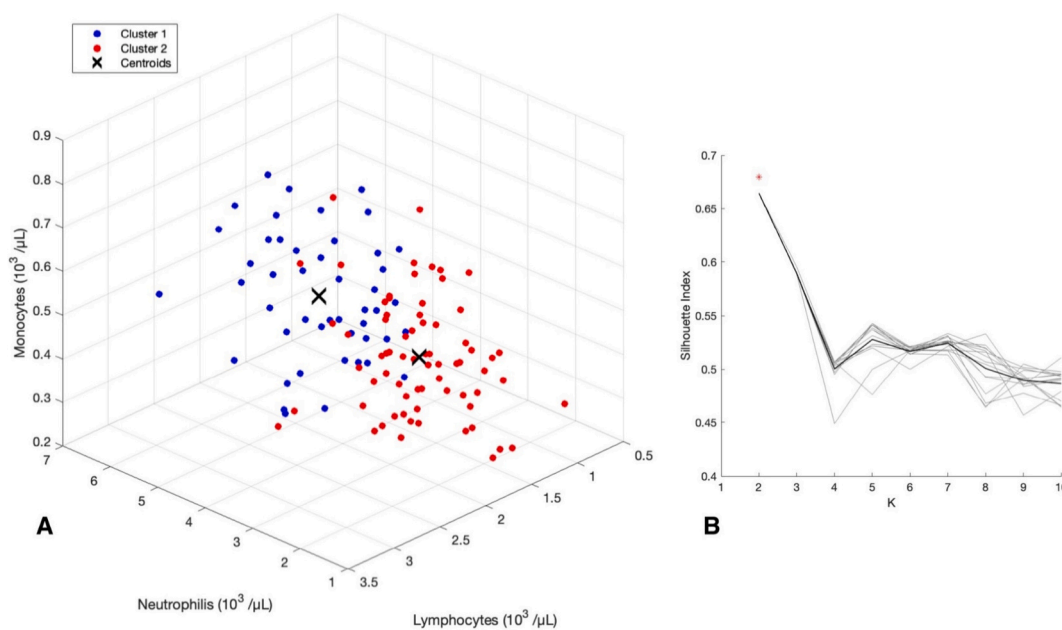 Cluster 1
Cluster 2
Centroids
0.9
0.8
0.7
0.6
0.5
0.4
0.3
0.2
Monocytes (10³ /µL)
7
6
5
4
3
2
1
Neutrophilis (10³ /µL)
3.5
3
2.5
2
1.5
1
0.5
Lymphocytes (10³ /µL)
A
0.7
0.65
0.6
0.55
0.5
0.45
0.4
Silhouette Index
1 2 3 4 5 6 7 8 9 10
K
B